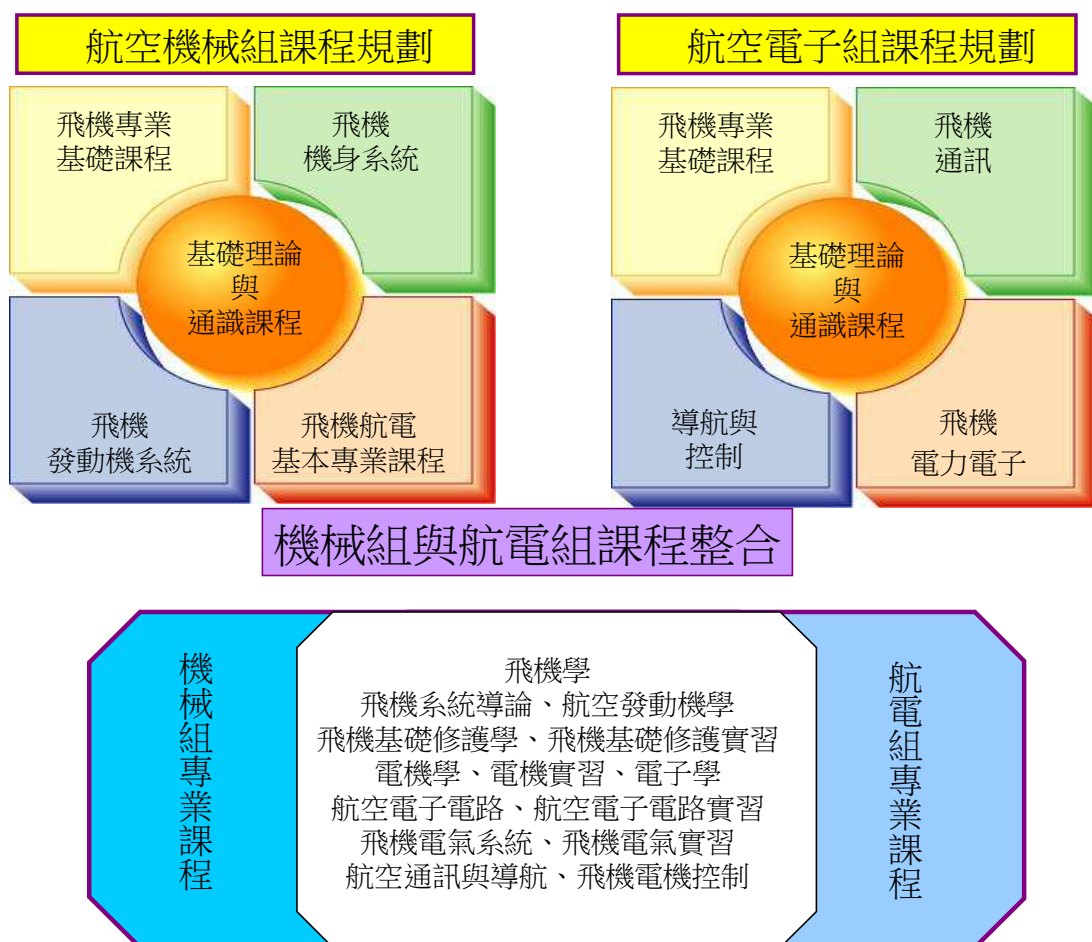 航空機械組課程規劃
飛機專業
基礎課程
飛機
機身系統
基礎理論
與
通識課程
飛機
發動機系統
飛機航電
基本專業課程
航空電子組課程規劃
飛機專業
基礎課程
飛機
通訊
基礎理論
與
通識課程
導航與
控制
飛機
電力電子
機械組與航電組課程整合
機械組專業課程
飛機學
飛機系統導論、航空發動機學
飛機基礎修護學、飛機基礎修護實習
電機學、電機實習、電子學
航空電子電路、航空電子電路實習
飛機電氣系統、飛機電氣實習
航空通訊與導航、飛機電機控制
航電組專業課程